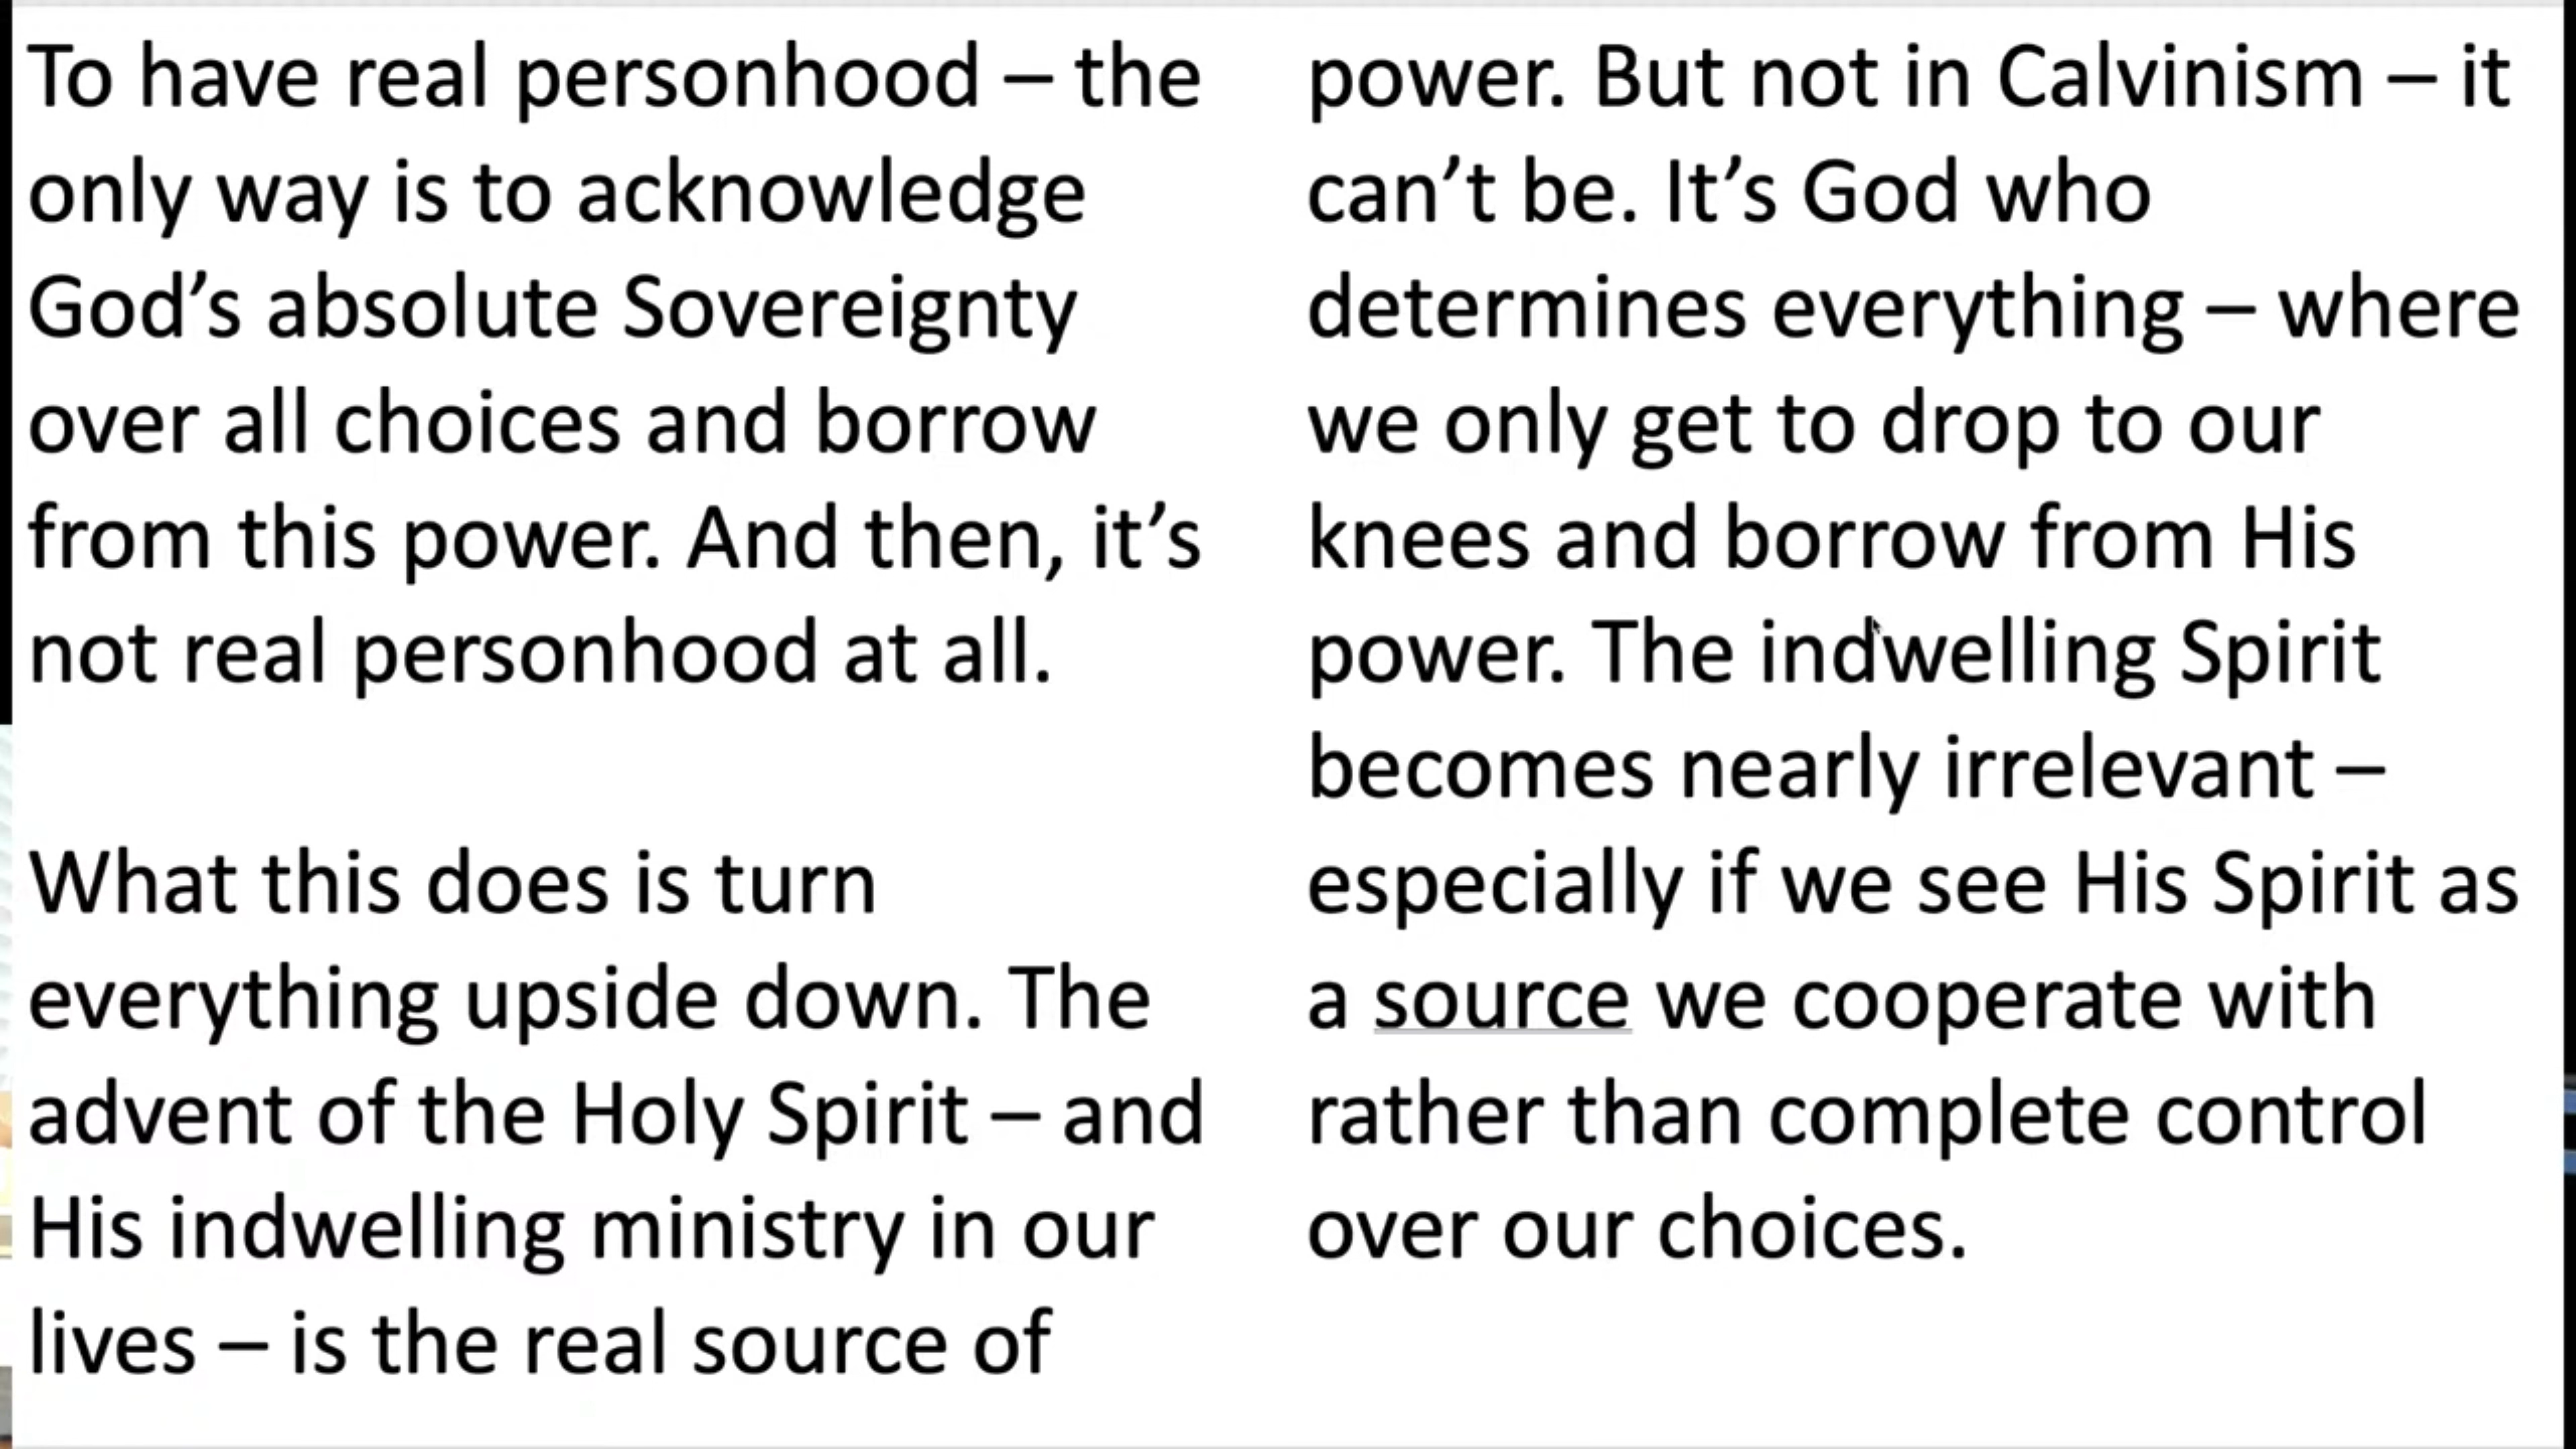 To have real personhood – the
only way is to acknowledge
God’s absolute Sovereignty
over all choices and borrow
from this power. And then, it’s
not real personhood at all.
What this does is turn
everything upside down. The
advent of the Holy Spirit – and
His indwelling ministry in our
lives – is the real source of
power. But not in Calvinism – it
can’t be. It’s God who
determines everything – where
we only get to drop to our
knees and borrow from His
power. The indwelling Spirit
becomes nearly irrelevant –
especially if we see His Spirit as
a source we cooperate with
rather than complete control
over our choices.